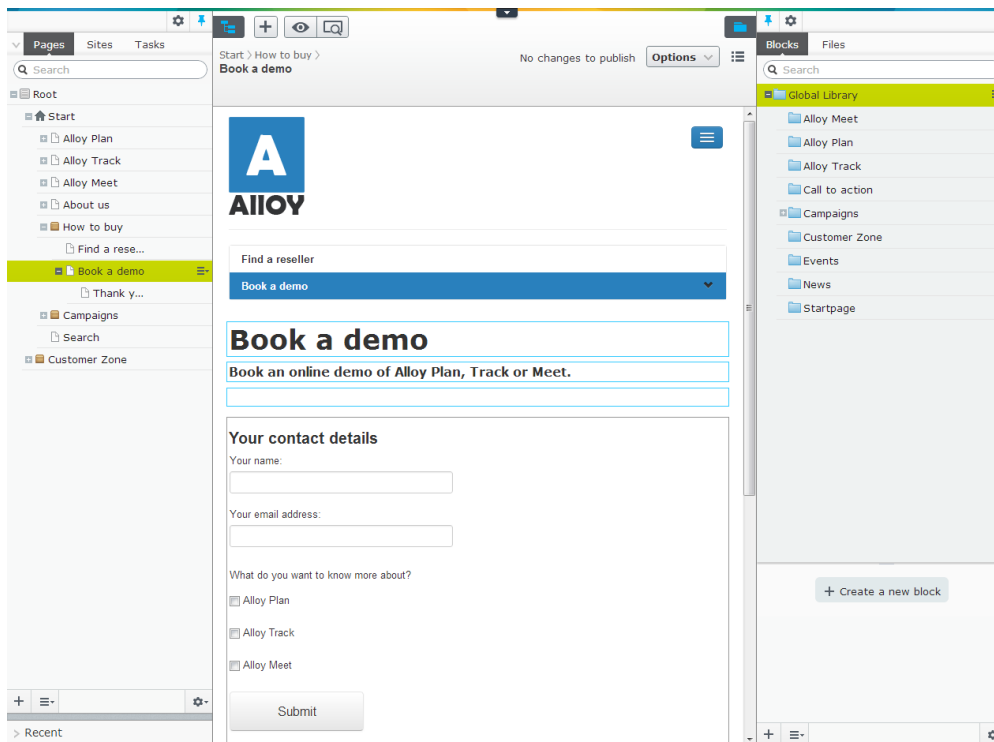 Pages Sites Tasks
Search
Root
Start
Alloy Plan
Alloy Track
Alloy Meet
About us
How to buy
Find a rese...
Book a demo
Thank y...
Campaigns
Search
Customer Zone
Recent
Start > How to buy >
Book a demo
No changes to publish Options
A
AllOY
Find a reseller
Book a demo
Book a demo
Book an online demo of Alloy Plan, Track or Meet.
Your contact details
Your name:
Your email address:
What do you want to know more about?
Alloy Plan
Alloy Track
Alloy Meet
Submit
Blocks Files
Search
Global Library
Alloy Meet
Alloy Plan
Alloy Track
Call to action
Campaigns
Customer Zone
Events
News
Startpage
+ Create a new block